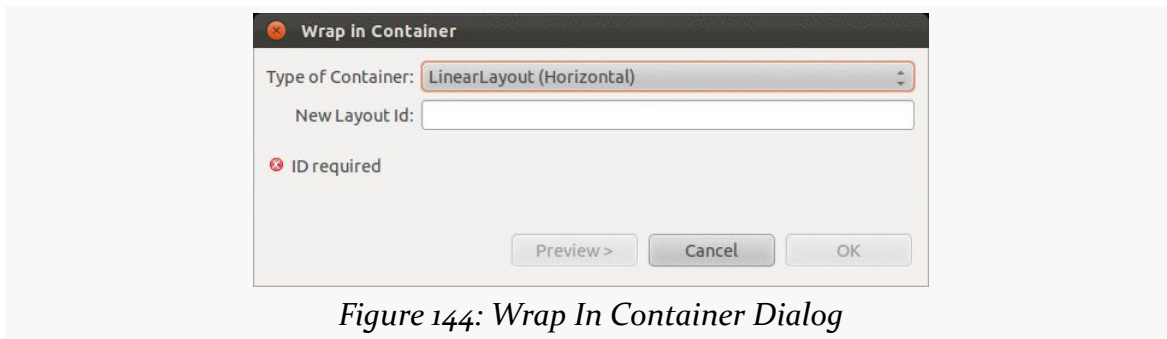 Wrap in Container
Type of Container: LinearLayout (Horizontal)
New Layout Id:
ID required
Preview > Cancel OK
Figure 144: Wrap In Container Dialog